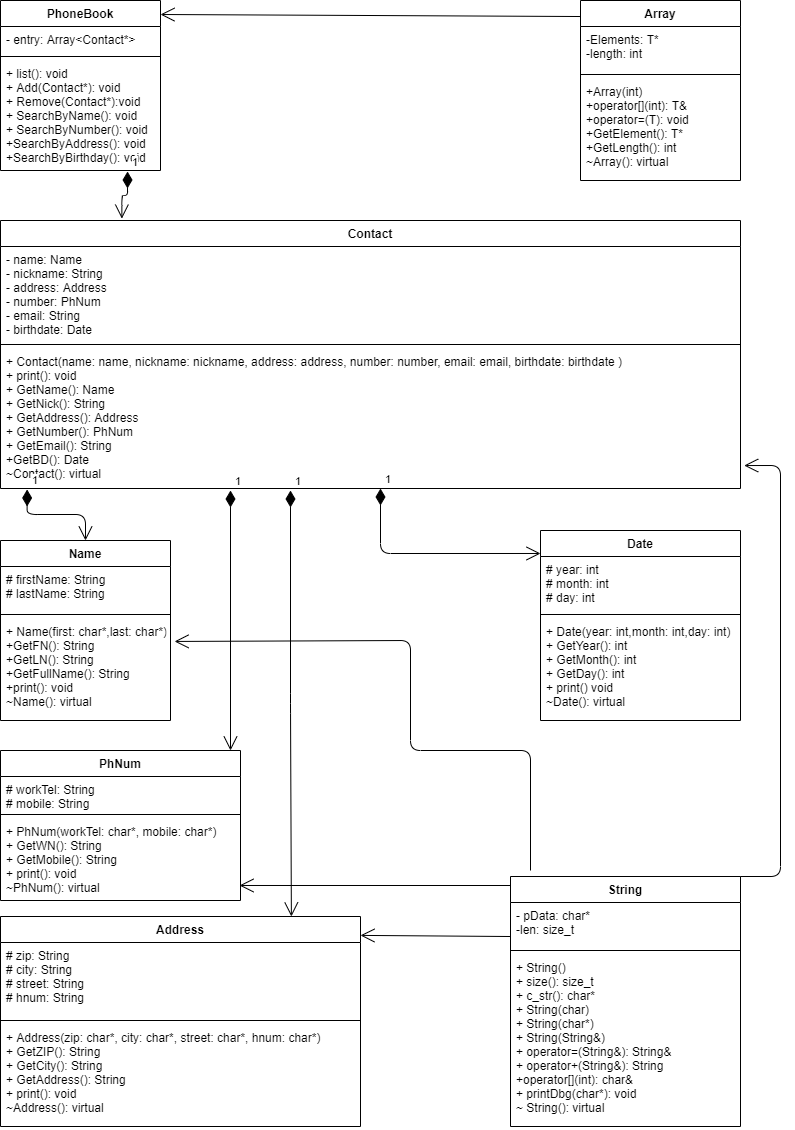 PhoneBook
- entry: Array<Contact*>
+ list(): void
+ Add(Contact*): void
+ Remove(Contact*):void
+ SearchByName(): void
+ SearchByNumber(): void
+SearchByAddress(): void
+SearchByBirthday(): void
1
Array
-Elements: T*
-length: int
+Array(int)
+operator[](int): T&
+operator=(T): void
+GetElement(): T*
+GetLength(): int
~Array(): virtual
Contact
- name: Name
- nickname: String
- address: Address
- number: PhNum
- email: String
- birthdate: Date
+ Contact(name: name, nickname: nickname, address: address, number: number, email: email, birthdate: birthdate )
+ print(): void
+ GetName(): Name
+ GetNick(): String
+ GetAddress(): Address
+ GetNumber(): PhNum
+ GetEmail(): String
+GetBD(): Date
~Contact(): virtual
1
1
1
1
Name
# firstName: String
# lastName: String
+ Name(first: char*,last: char*)
+GetFN(): String
+GetLN(): String
+GetFullName(): String
+print(): void
~Name(): virtual
Date
# year: int
# month: int
# day: int
+ Date(year: int,month: int,day: int)
+ GetYear(): int
+ GetMonth(): int
+ GetDay(): int
+ print() void
~Date(): virtual
PhNum
# workTel: String
# mobile: String
+ PhNum(workTel: char*, mobile: char*)
+ GetWN(): String
+ GetMobile(): String
+ print(): void
~PhNum(): virtual
Address
# zip: String
# city: String
# street: String
# hnum: String
+ Address(zip: char*, city: char*, street: char*, hnum: char*)
+ GetZIP(): String
+ GetCity(): String
+ GetAddress(): String
+ print(): void
~Address(): virtual
String
- pData: char*
-len: size_t
+ String()
+ size(): size_t
+ c_str(): char*
+ String(char)
+ String(char*)
+ String(String&)
+ operator=(String&): String&
+ operator+(String&): String
+operator[](int): char&
+ printDbg(char*): void
~ String(): virtual